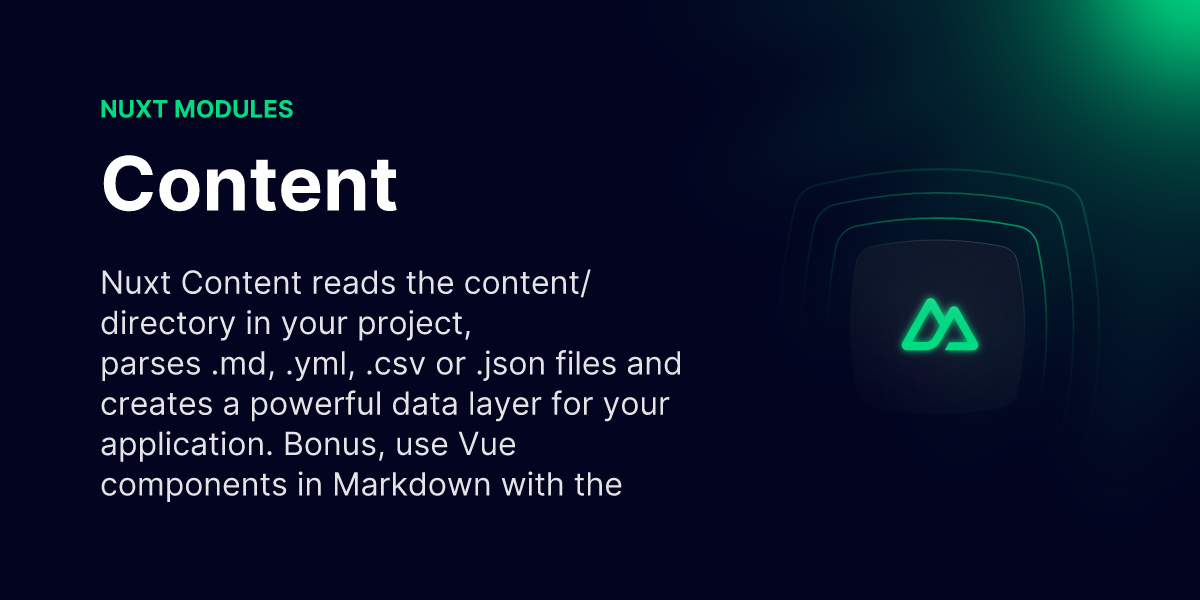 NUXT MODULES
Content
Nuxt Content reads the content/
directory in your project,
parses .md, .yml, .csv or .json files and
creates a powerful data layer for your
application. Bonus, use Vue
components in Markdown with the